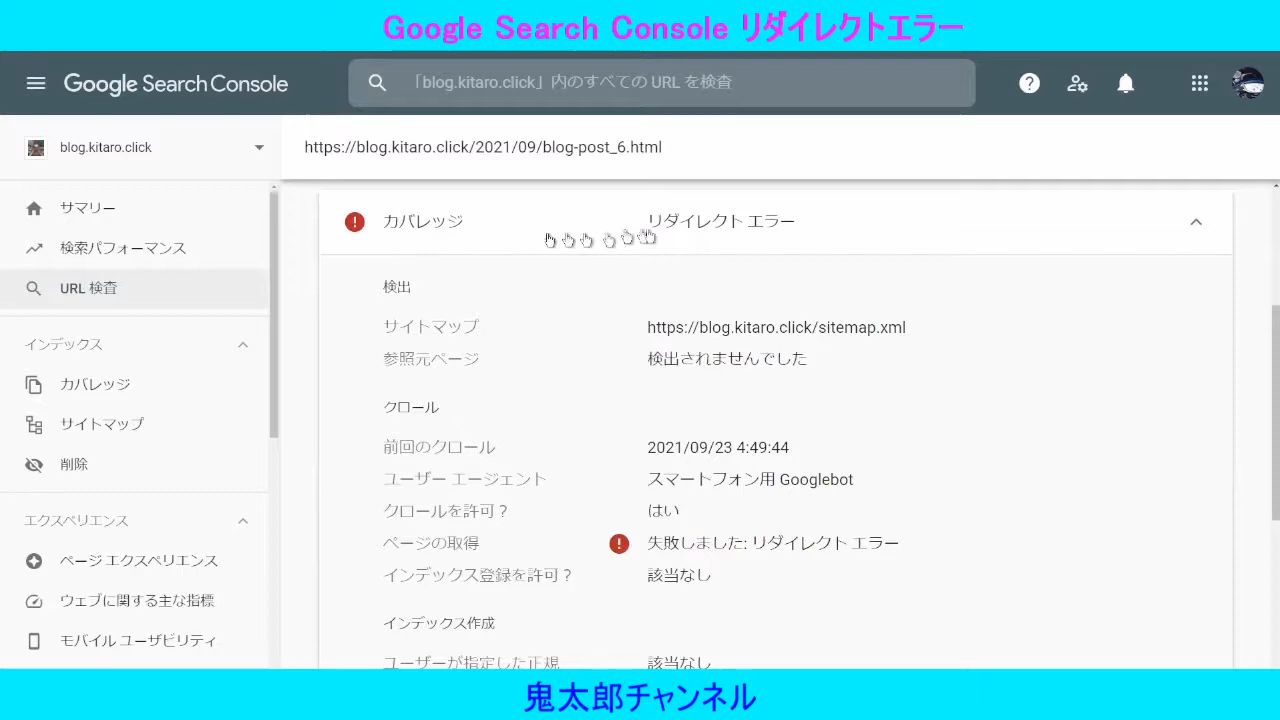 Google Search Console リダイレクトエラー
Google Search Console
「blog.kitaro.click」内のすべての URL を検査
blog.kitaro.click
https://blog.kitaro.click/2021/09/blog-post_6.html
サマリー
検索パフォーマンス
URL 検査
インデックス
カバレッジ
サイトマップ
削除
エクスペリエンス
ページ エクスペリエンス
ウェブに関する主な指標
モバイル ユーザビリティ
カバレッジ リダイレクト エラー
検出
サイトマップ https://blog.kitaro.click/sitemap.xml
参照元ページ 検出されませんでした
クロール
前回のクロール 2021/09/23 4:49:44
ユーザー エージェント スマートフォン用 Googlebot
クロールを許可？ はい
ページの取得 失敗しました: リダイレクト エラー
インデックス登録を許可？ 該当なし
インデックス作成
ユーザーが指定した正規 該当なし
鬼太郎チャンネル